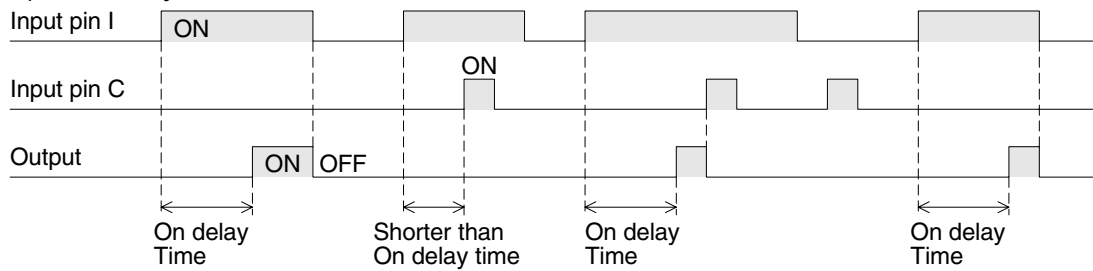 Input pin I
ON
ON
Input pin C
Output
ON
OFF
On delay
Time
Shorter than
On delay time
On delay
Time
On delay
Time